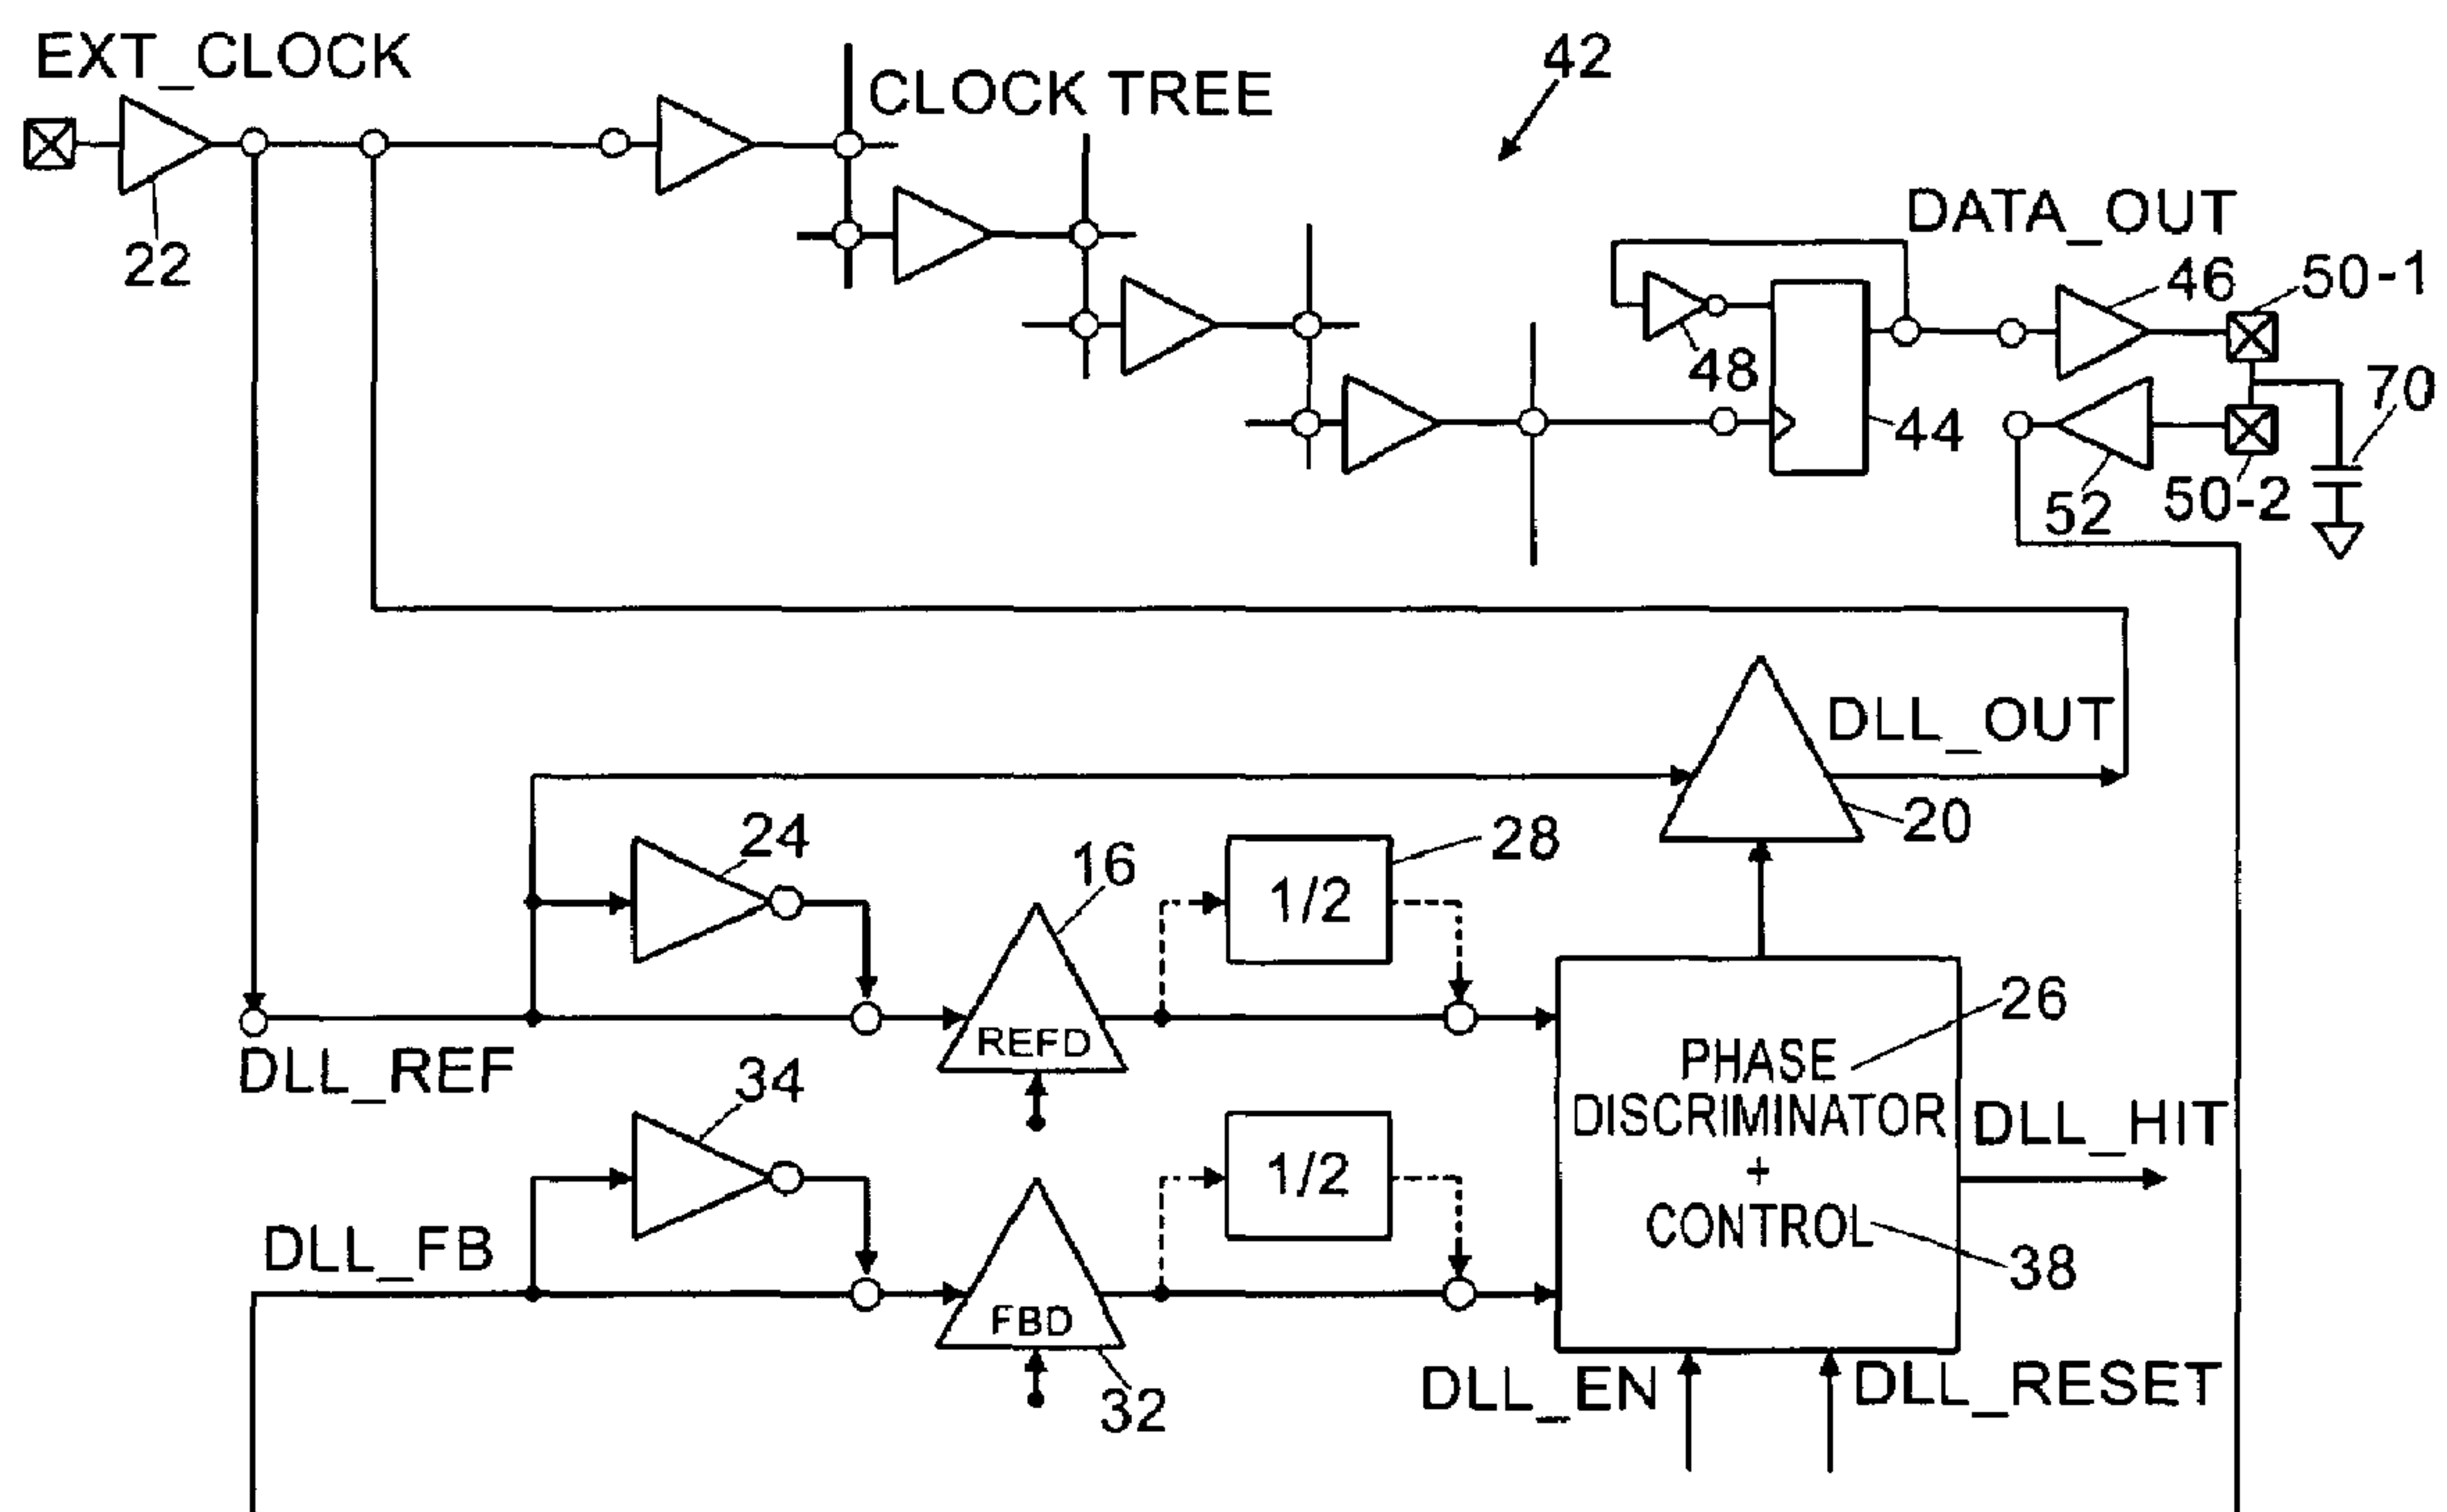 EXT_CLOCK
CLOCK TREE
42
22
DATA_OUT
46
50-1
48
44
70
52
50-2
DLL_OUT
20
24
16
28
1/2
REFD
DLL_REF
26
PHASE
DISCRIMINATOR
+
CONTROL
38
DLL_HIT
34
1/2
DLL_FB
FBD
32
DLL_EN
DLL_RESET